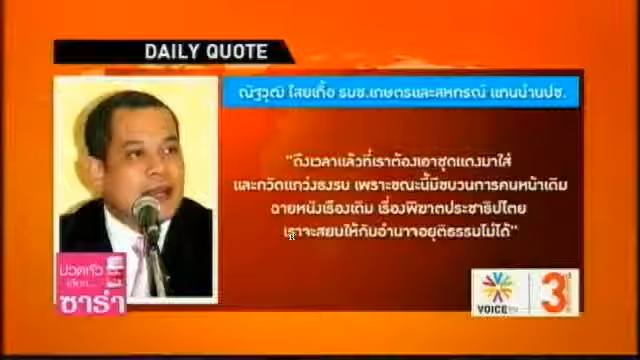 DAILY QUOTE
ณัฐวุฒิ ใสยเกื้อ รมช.เกษตรและสหกรณ์ แกนนำนปช.
"ถึงเวลาแล้วที่เราต้องเอาชุดแดงมาใส่
และกวัดแกว่งธงรบ เพราะขณะนี้มีขบวนการคนหน้าเดิม
ฉายหนังเรื่องเดิม เรื่องพิฆาตประชาธิปไตย
เราจะสยบให้กับอำนาจอยุติธรรมไม่ได้"
ปวดหัว
ซาร่า
VOICE TV
3